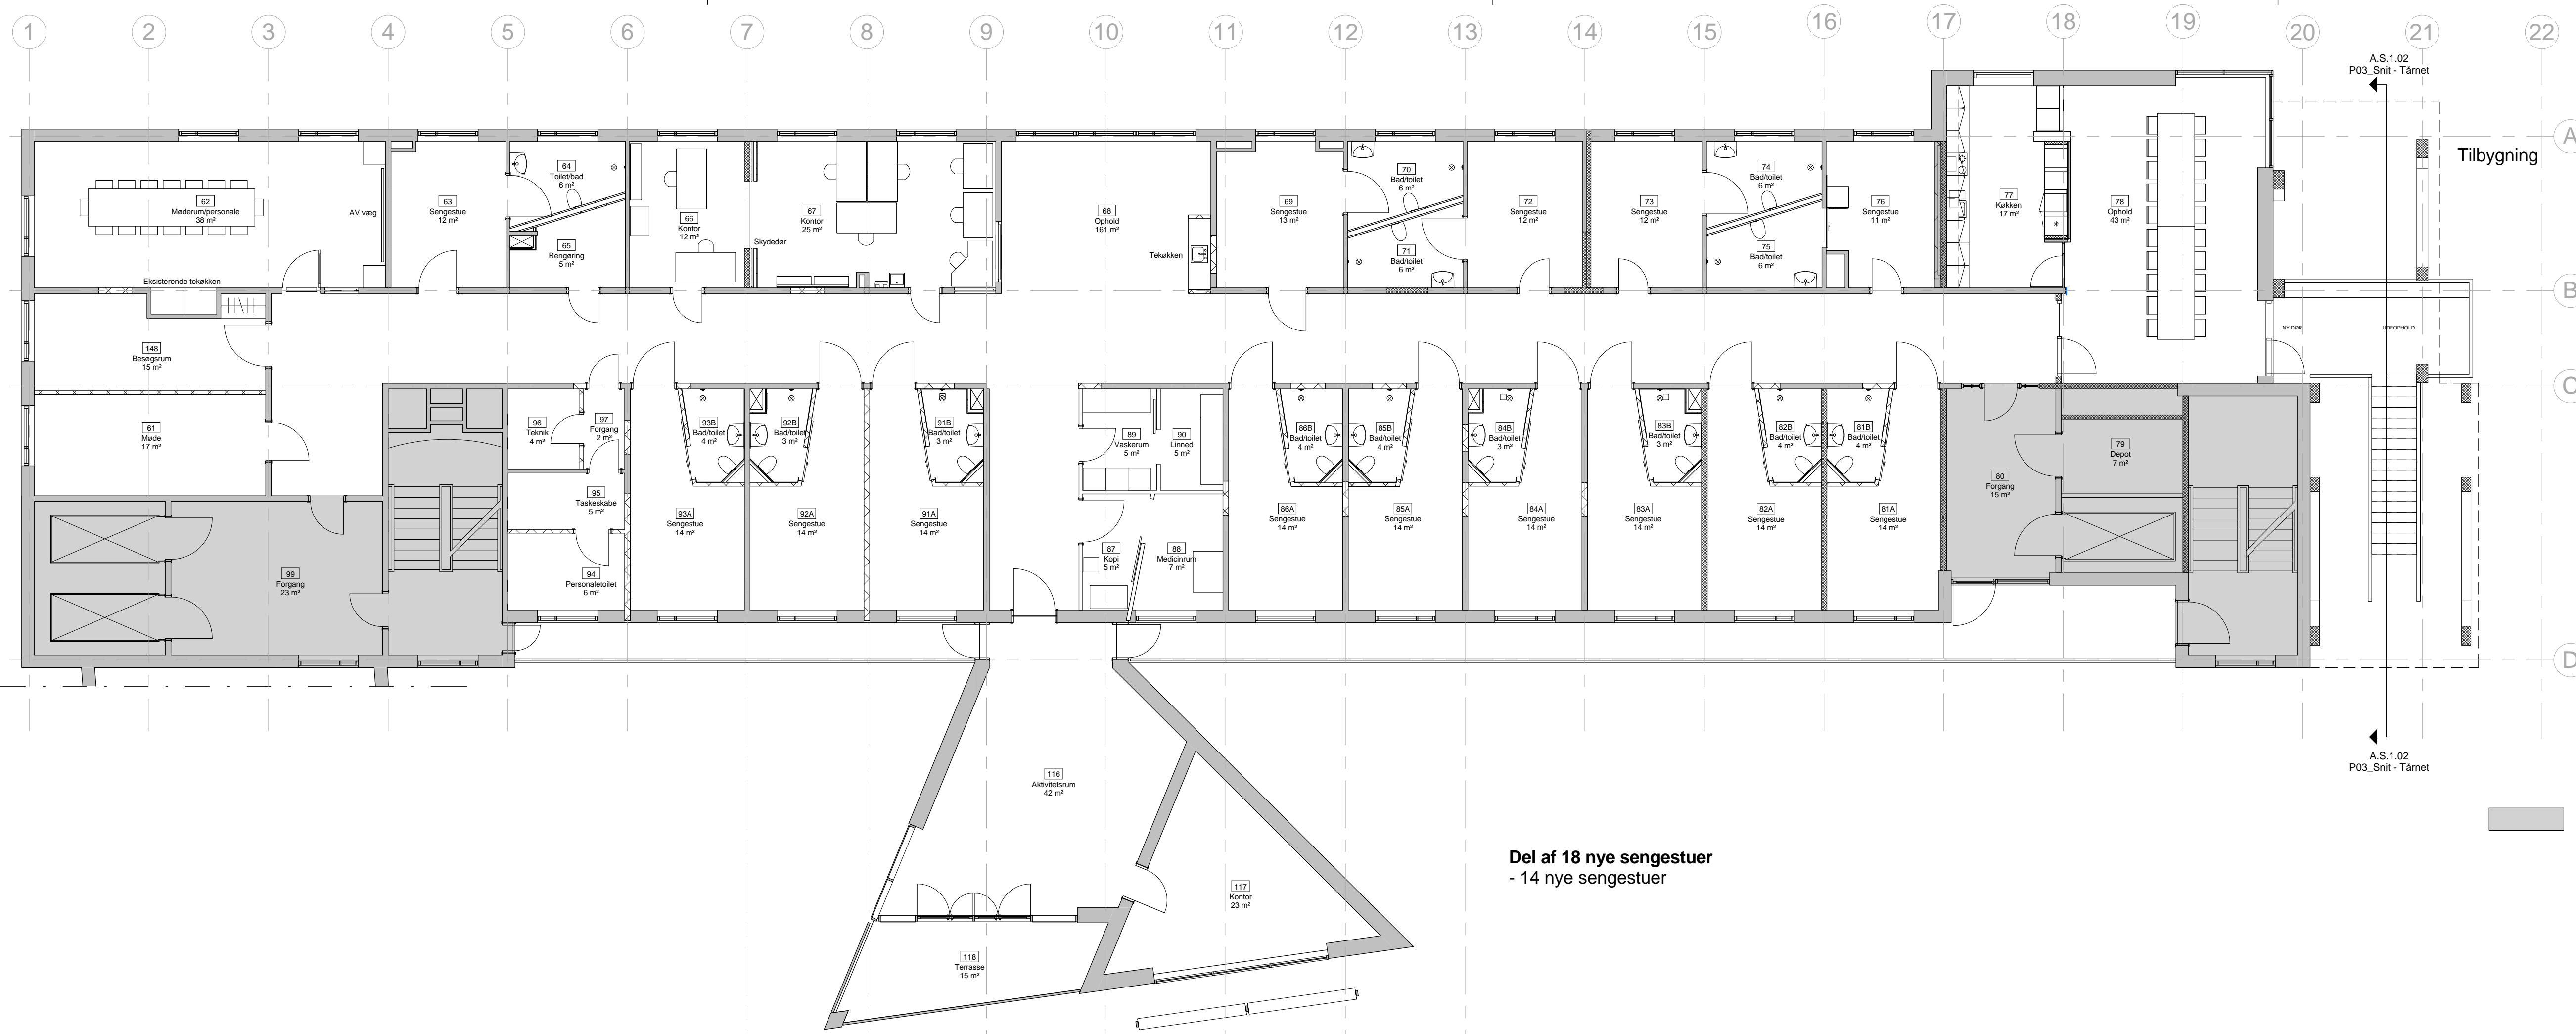 1 2 3 4 5 6 7 8 9 10 11 12 13 14 15 16 17 18 19 20 21 22
A.S.1.02
P03_Snit - Tårnet
A
Tilbygning
62
Møderum/personale
38 m²
AV væg
63
Sengestue
12 m²
64
Toilet/bad
6 m²
65
Rengøring
5 m²
66
Kontor
12 m²
Skydedør
67
Kontor
25 m²
68
Ophold
161 m²
Tekøkken
69
Sengestue
13 m²
70
Bad/toilet
6 m²
71
Bad/toilet
6 m²
72
Sengestue
12 m²
73
Sengestue
12 m²
74
Bad/toilet
6 m²
75
Bad/toilet
6 m²
76
Sengestue
11 m²
77
Køkken
17 m²
78
Ophold
43 m²
Eksisterende tekøkken
B
NY DØR
UDEOPHOLD
148
Besøgsrum
15 m²
C
61
Møde
17 m²
96
Teknik
4 m²
97
Forgang
2 m²
93B
Bad/toilet
4 m²
92B
Bad/toilet
3 m²
91B
Bad/toilet
3 m²
89
Vaskerum
5 m²
90
Linned
5 m²
86B
Bad/toilet
4 m²
85B
Bad/toilet
4 m²
84B
Bad/toilet
3 m²
83B
Bad/toilet
3 m²
82B
Bad/toilet
4 m²
81B
Bad/toilet
4 m²
79
Depot
7 m²
80
Forgang
15 m²
95
Taskeskabe
5 m²
93A
Sengestue
14 m²
92A
Sengestue
14 m²
91A
Sengestue
14 m²
86A
Sengestue
14 m²
85A
Sengestue
14 m²
84A
Sengestue
14 m²
83A
Sengestue
14 m²
82A
Sengestue
14 m²
81A
Sengestue
14 m²
87
Kopi
5 m²
88
Medicinrum
7 m²
99
Forgang
23 m²
94
Personaletoilet
6 m²
D
A.S.1.02
P03_Snit - Tårnet
116
Aktivitetsrum
42 m²
117
Kontor
23 m²
118
Terrasse
15 m²
Del af 18 nye sengestuer
- 14 nye sengestuer